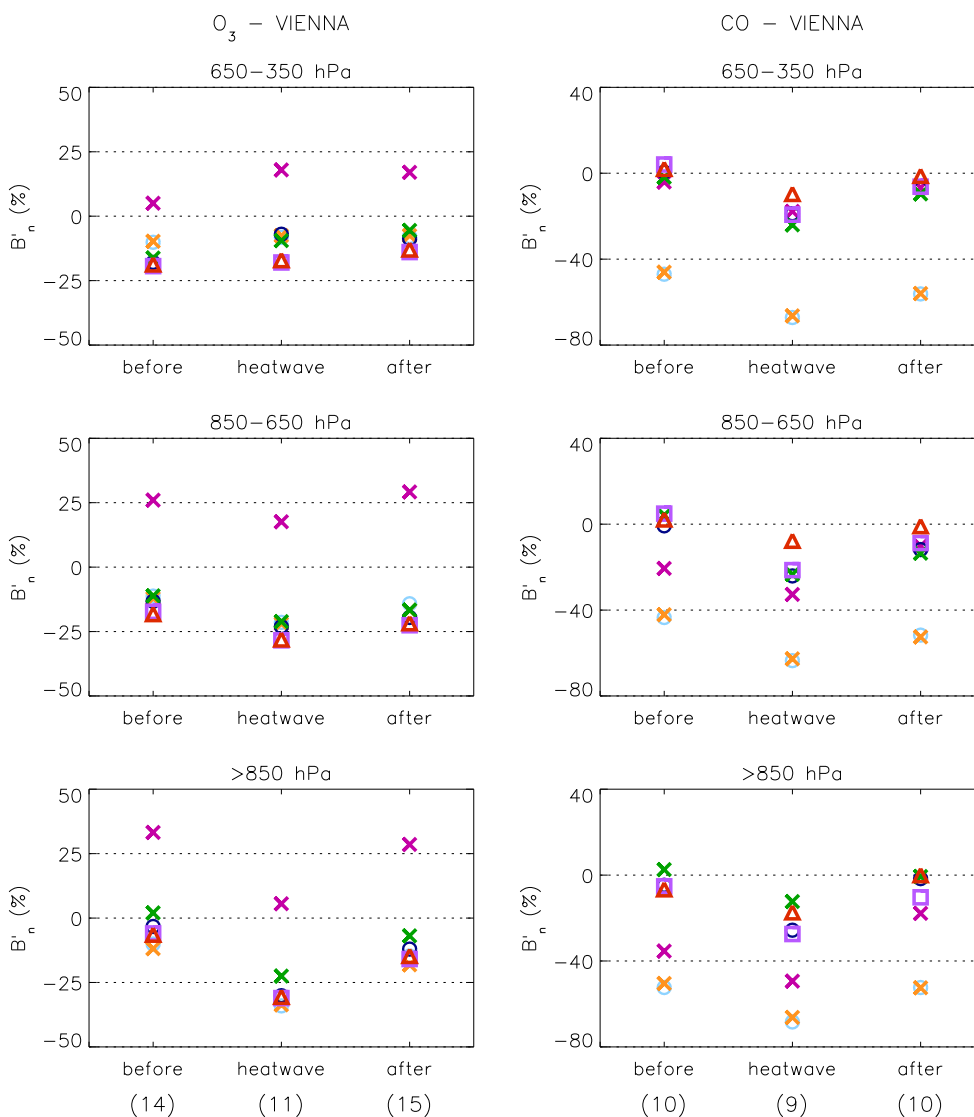 O3 – VIENNA
CO – VIENNA
650–350 hPa
50
25
0
−25
−50
B'n (%)
before heatwave after
650–350 hPa
40
0
−40
−80
B'n (%)
before heatwave after
850–650 hPa
50
25
0
−25
−50
B'n (%)
before heatwave after
850–650 hPa
40
0
−40
−80
B'n (%)
before heatwave after
>850 hPa
50
25
0
−25
−50
B'n (%)
before heatwave after
(14) (11) (15)
>850 hPa
40
0
−40
−80
B'n (%)
before heatwave after
(10) (9) (10)